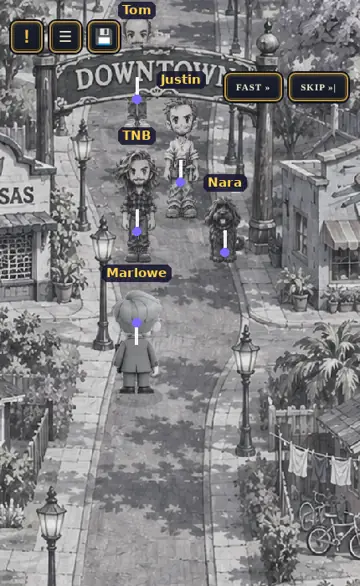 Tom
!
☰
💾
DOWNTOWN
Justin
FAST »
SKIP »|
TNB
Nara
SAS
Marlowe